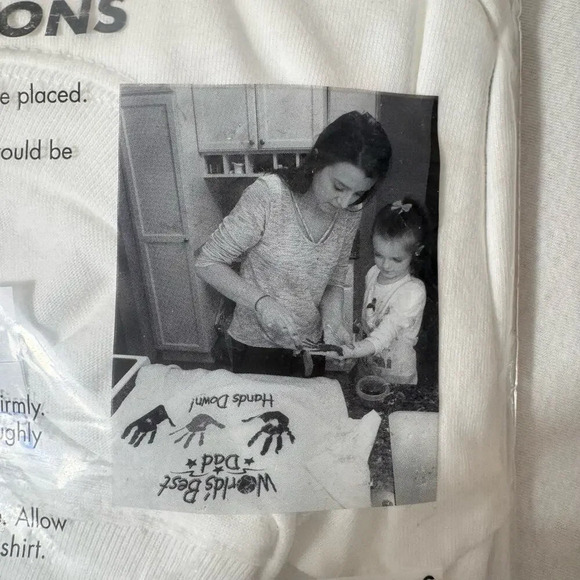 ONS
e placed.
ould be
irmly.
ughly
. Allow
shirt.
Hands Down!
World's Best
Dad